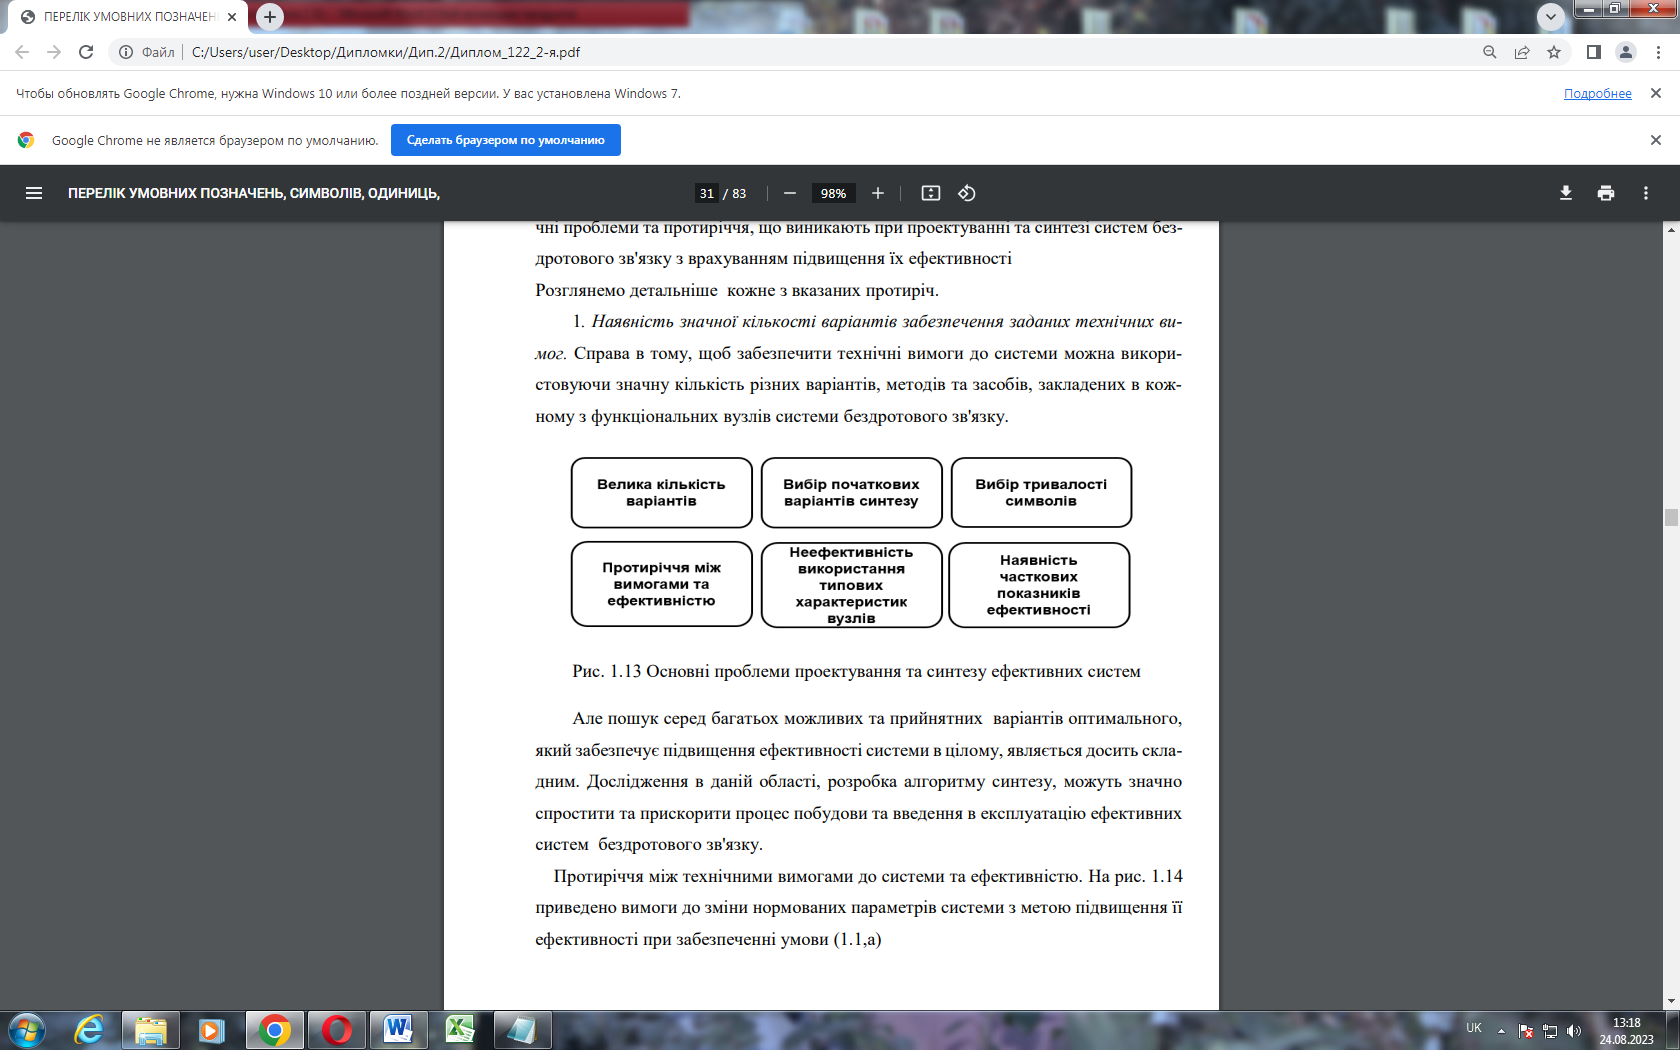 ПЕРЕЛІК УМОВНИХ ПОЗНАЧЕН
Файл
C:/Users/user/Desktop/Дипломки/Дип.2/Диплом_122_2-я.pdf
Чтобы обновлять Google Chrome, нужна Windows 10 или более поздней версии. У вас установлена Windows 7.
Подробнее
Google Chrome не является браузером по умолчанию.
Сделать браузером по умолчанию
ПЕРЕЛІК УМОВНИХ ПОЗНАЧЕНЬ, СИМВОЛІВ, ОДИНИЦЬ,
31 / 83
98%
чні проблеми та протиріччя, що виникають при проектуванні та синтезі систем без-
дротового зв'язку з врахуванням підвищення їх ефективності
Розглянемо детальніше  кожне з вказаних протиріч.
1. Наявність значної кількості варіантів забезпечення заданих технічних ви-
мог. Справа в тому, щоб забезпечити технічні вимоги до системи можна викори-
стовуючи значну кількість різних варіантів, методів та засобів, закладених в кож-
ному з функціональних вузлів системи бездротового зв'язку.
Велика кількість
варіантів
Вибір початкових
варіантів синтезу
Вибір тривалості
символів
Протиріччя між
вимогами та
ефективністю
Неефективність
використання
типових
характеристик
вузлів
Наявність
часткових
показників
ефективності
Рис. 1.13 Основні проблеми проектування та синтезу ефективних систем
Але пошук серед багатьох можливих та прийнятних  варіантів оптимального,
який забезпечує підвищення ефективності системи в цілому, являється досить скла-
дним. Дослідження в даній області, розробка алгоритму синтезу, можуть значно
спростити та прискорити процес побудови та введення в експлуатацію ефективних
систем  бездротового зв'язку.
Протиріччя між технічними вимогами до системи та ефективністю. На рис. 1.14
приведено вимоги до зміни нормованих параметрів системи з метою підвищення її
ефективності при забезпеченні умови (1.1,а)
UK
13:18
24.08.2023